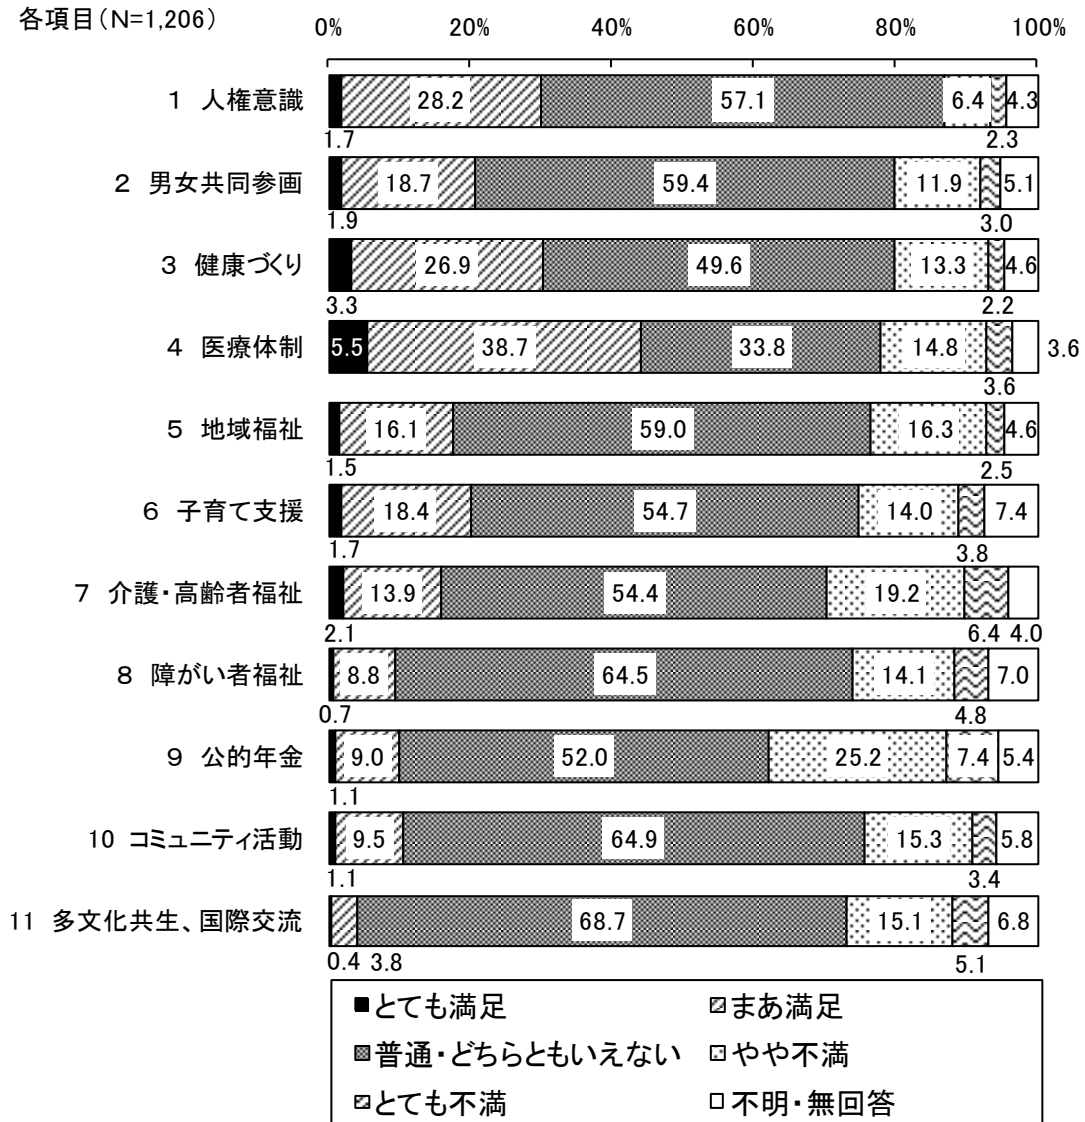 各項目(N=1,206)
0% 20% 40% 60% 80% 100%
1 人権意識 28.2 57.1 6.4 4.3
1.7 2.3
2 男女共同参画 18.7 59.4 11.9 5.1
1.9 3.0
3 健康づくり 26.9 49.6 13.3 4.6
3.3 2.2
4 医療体制 5.5 38.7 33.8 14.8 3.6
3.6
5 地域福祉 16.1 59.0 16.3 4.6
1.5 2.5
6 子育て支援 18.4 54.7 14.0 7.4
1.7 3.8
7 介護・高齢者福祉 13.9 54.4 19.2
2.1 6.4 4.0
8 障がい者福祉 8.8 64.5 14.1 7.0
0.7 4.8
9 公的年金 9.0 52.0 25.2 7.4 5.4
1.1
10 コミュニティ活動 9.5 64.9 15.3 5.8
1.1 3.4
11 多文化共生、国際交流 68.7 15.1 6.8
0.4 3.8 5.1
とても満足 まあ満足
普通・どちらともいえない やや不満
とても不満 不明・無回答